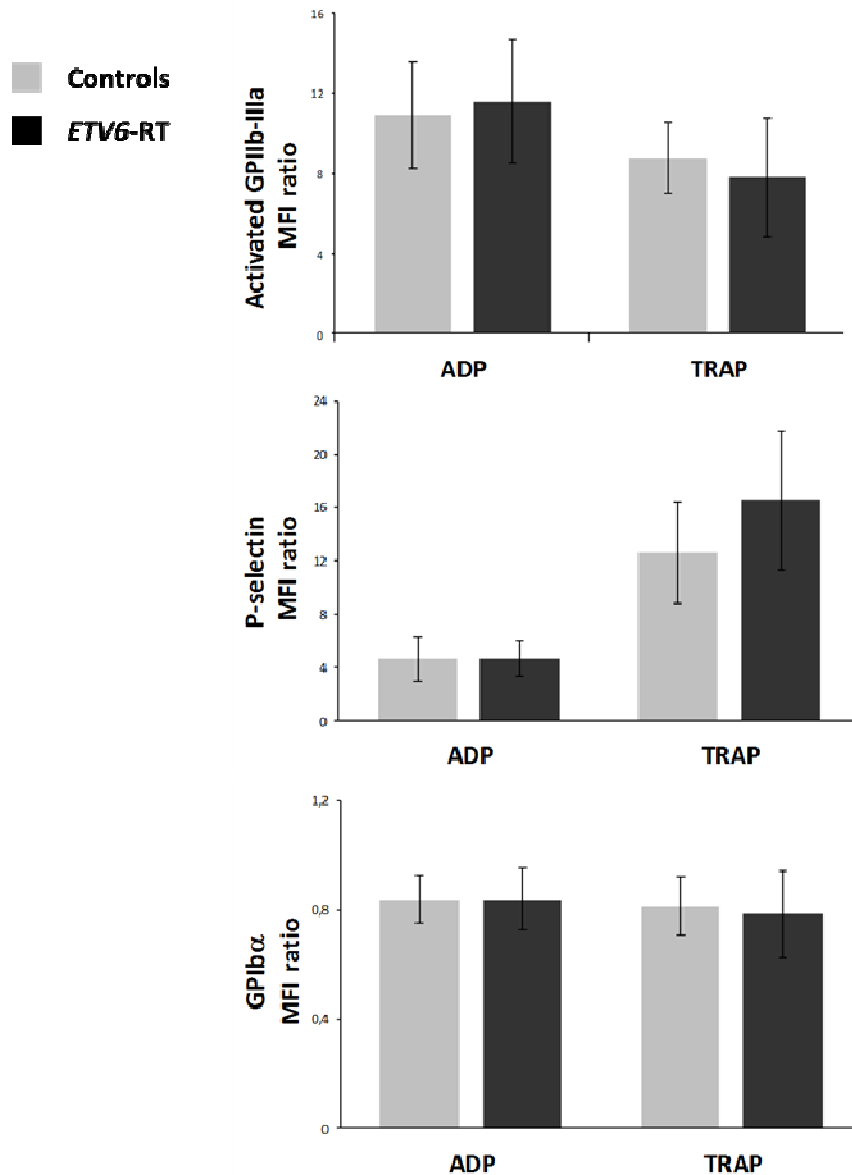 Controls
ETV6-RT
Activated GPIIb-IIIa
MFI ratio
16
12
8
4
0
ADP
TRAP
P-selectin
MFI ratio
24
20
16
12
8
4
0
ADP
TRAP
GPIbα
MFI ratio
1,2
0,8
0,4
0
ADP
TRAP